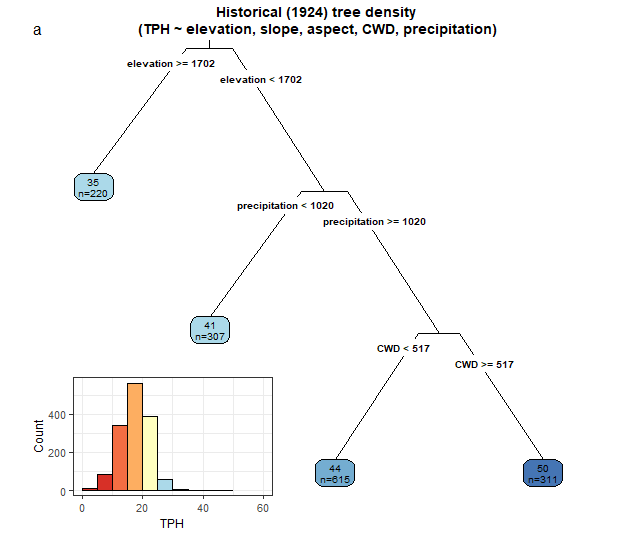 Historical (1924) tree density
a
(TPH ~ elevation, slope, aspect, CWD, precipitation)
elevation >= 1702
elevation < 1702
35
n=220
precipitation < 1020
precipitation >= 1020
41
n=307
CWD < 517
CWD >= 517
44
n=615
50
n=311
Count
400
200
0
0 20 40 60
TPH